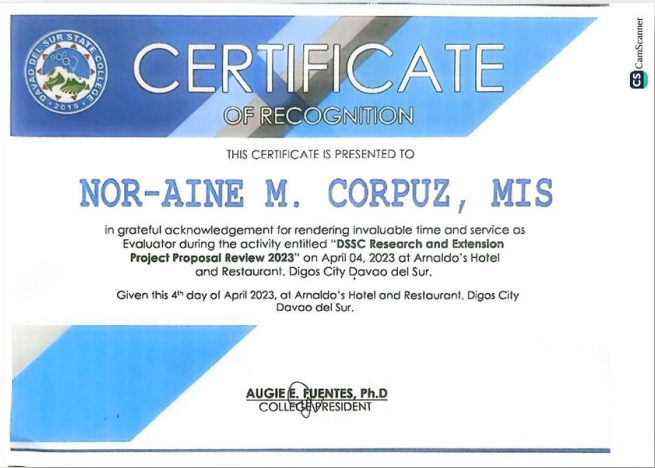 CERTIFICATE
OF RECOGNITION
DAVAO DEL SUR STATE COLLEGE
2019
THIS CERTIFICATE IS PRESENTED TO
NOR-AINE M. CORPUZ, MIS
in grateful acknowledgement for rendering invaluable time and service as
Evaluator during the activity entitled "DSSC Research and Extension
Project Proposal Review 2023" on April 04, 2023 at Arnaldo's Hotel
and Restaurant. Digos City Davao del Sur.
Given this 4th day of April 2023, at Arnaldo's Hotel and Restaurant. Digos City
Davao del Sur.
AUGIE E. FUENTES, Ph.D
COLLEGE PRESIDENT
CS CamScanner